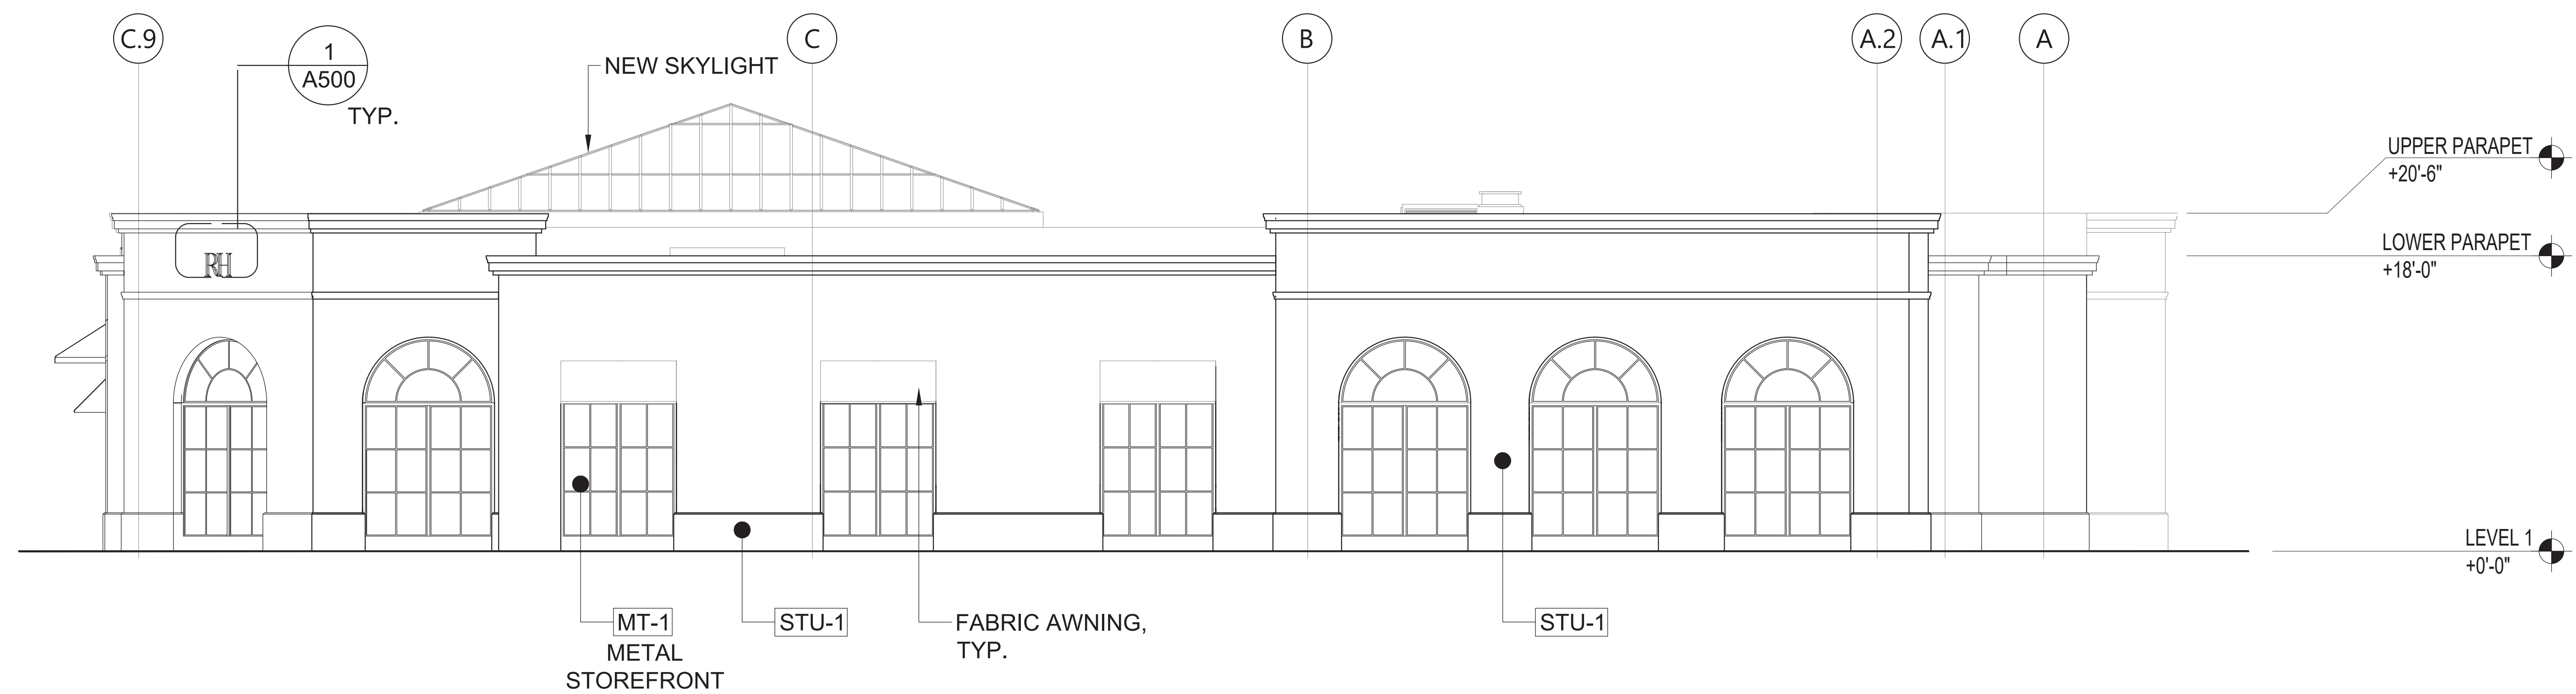 C.9
1
A500
TYP.
NEW SKYLIGHT
C
B
A.2
A.1
A
UPPER PARAPET
+20'-6"
LOWER PARAPET
+18'-0"
RH
LEVEL 1
+0'-0"
MT-1
METAL
STOREFRONT
STU-1
FABRIC AWNING,
TYP.
STU-1